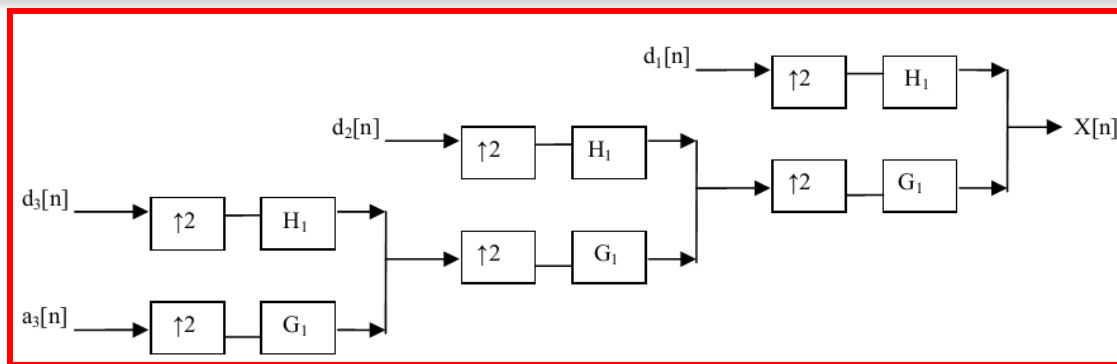 d₁[n] ↑2 H₁
X[n]
d₂[n] ↑2 H₁
↑2 G₁
d₃[n] ↑2 H₁
↑2 G₁
a₃[n] ↑2 G₁